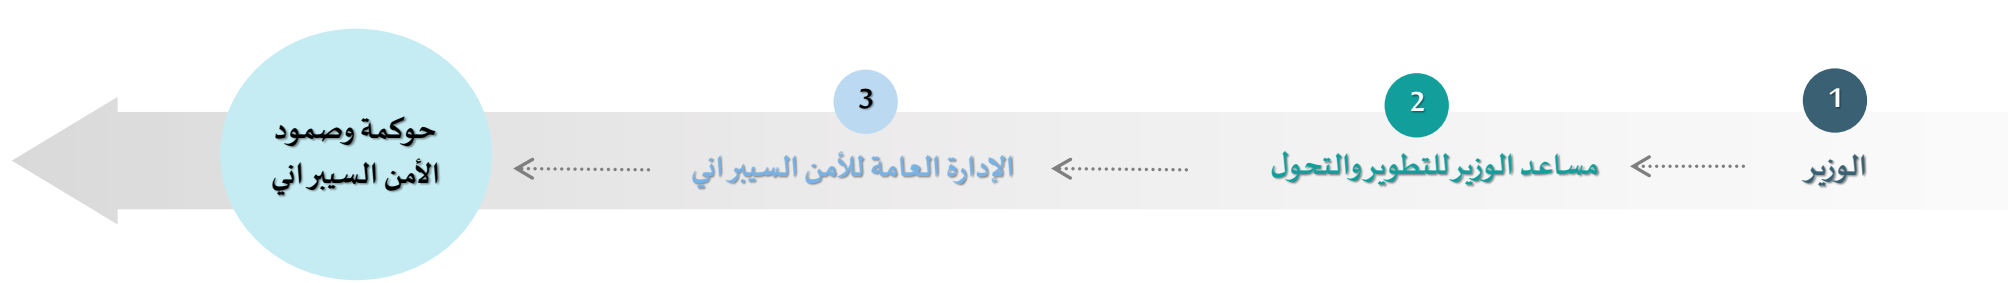 1
الوزير
2
مساعد الوزير للتطوير والتحول
3
الإدارة العامة للأمن السيبراني
حوكمة وصمود
الأمن السيبراني